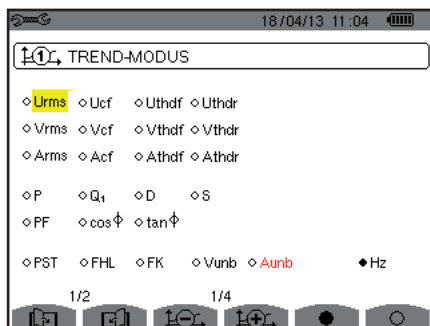 18/04/13 11:04
1 TREND-MODUS
Urms Ucf Uthdf Uthdr
Vrms Vcf Vthdf Vthdr
Arms Acf Athdf Athdr
P Q₁ D S
PF cosΦ tanΦ
PST FHL FK Vunb Aunb Hz
1/2 1/4